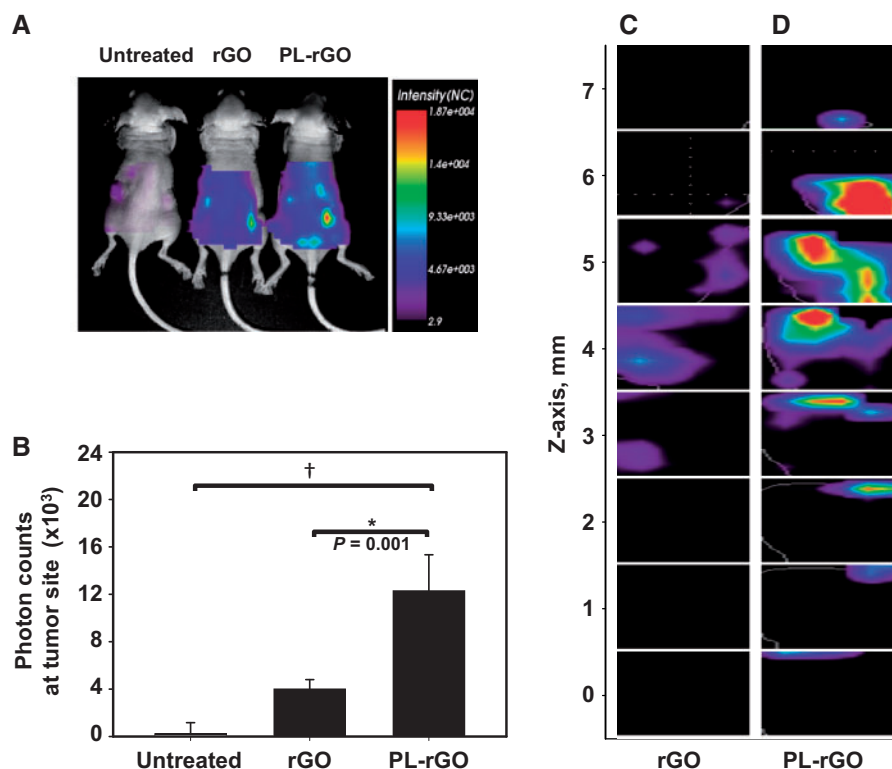 A
Untreated rGO PL-rGO
Intensity(NC)
1.87e+004
1.4e+004
9.33e+003
4.67e+003
2.9
B
Photon counts
at tumor site (x10³)
24
20
16
12
8
4
0
†
*
P = 0.001
Untreated rGO PL-rGO
C D
Z-axis, mm
7
6
5
4
3
2
1
0
rGO PL-rGO